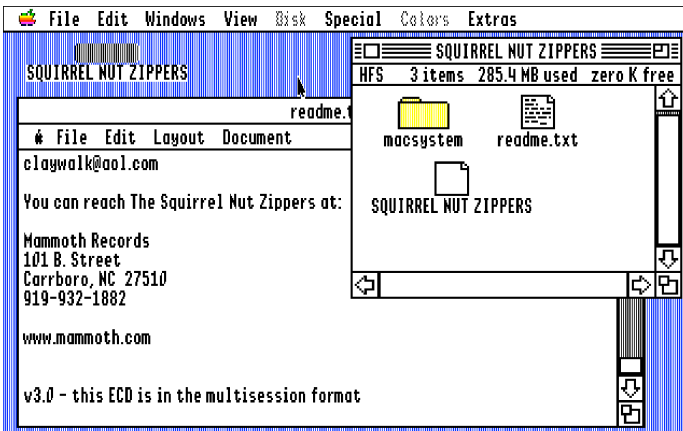 File Edit Windows View Disk Special Colors Extras
SQUIRREL NUT ZIPPERS
SQUIRREL NUT ZIPPERS
HFS 3 items 285.4 MB used zero K free
macsystem readme.txt
SQUIRREL NUT ZIPPERS
readme.t
File Edit Layout Document
claywalk@aol.com
You can reach The Squirrel Nut Zippers at:
Mammoth Records
101 B. Street
Carrboro, NC 27510
919-932-1882
www.mammoth.com
v3.0 - this ECD is in the multisession format